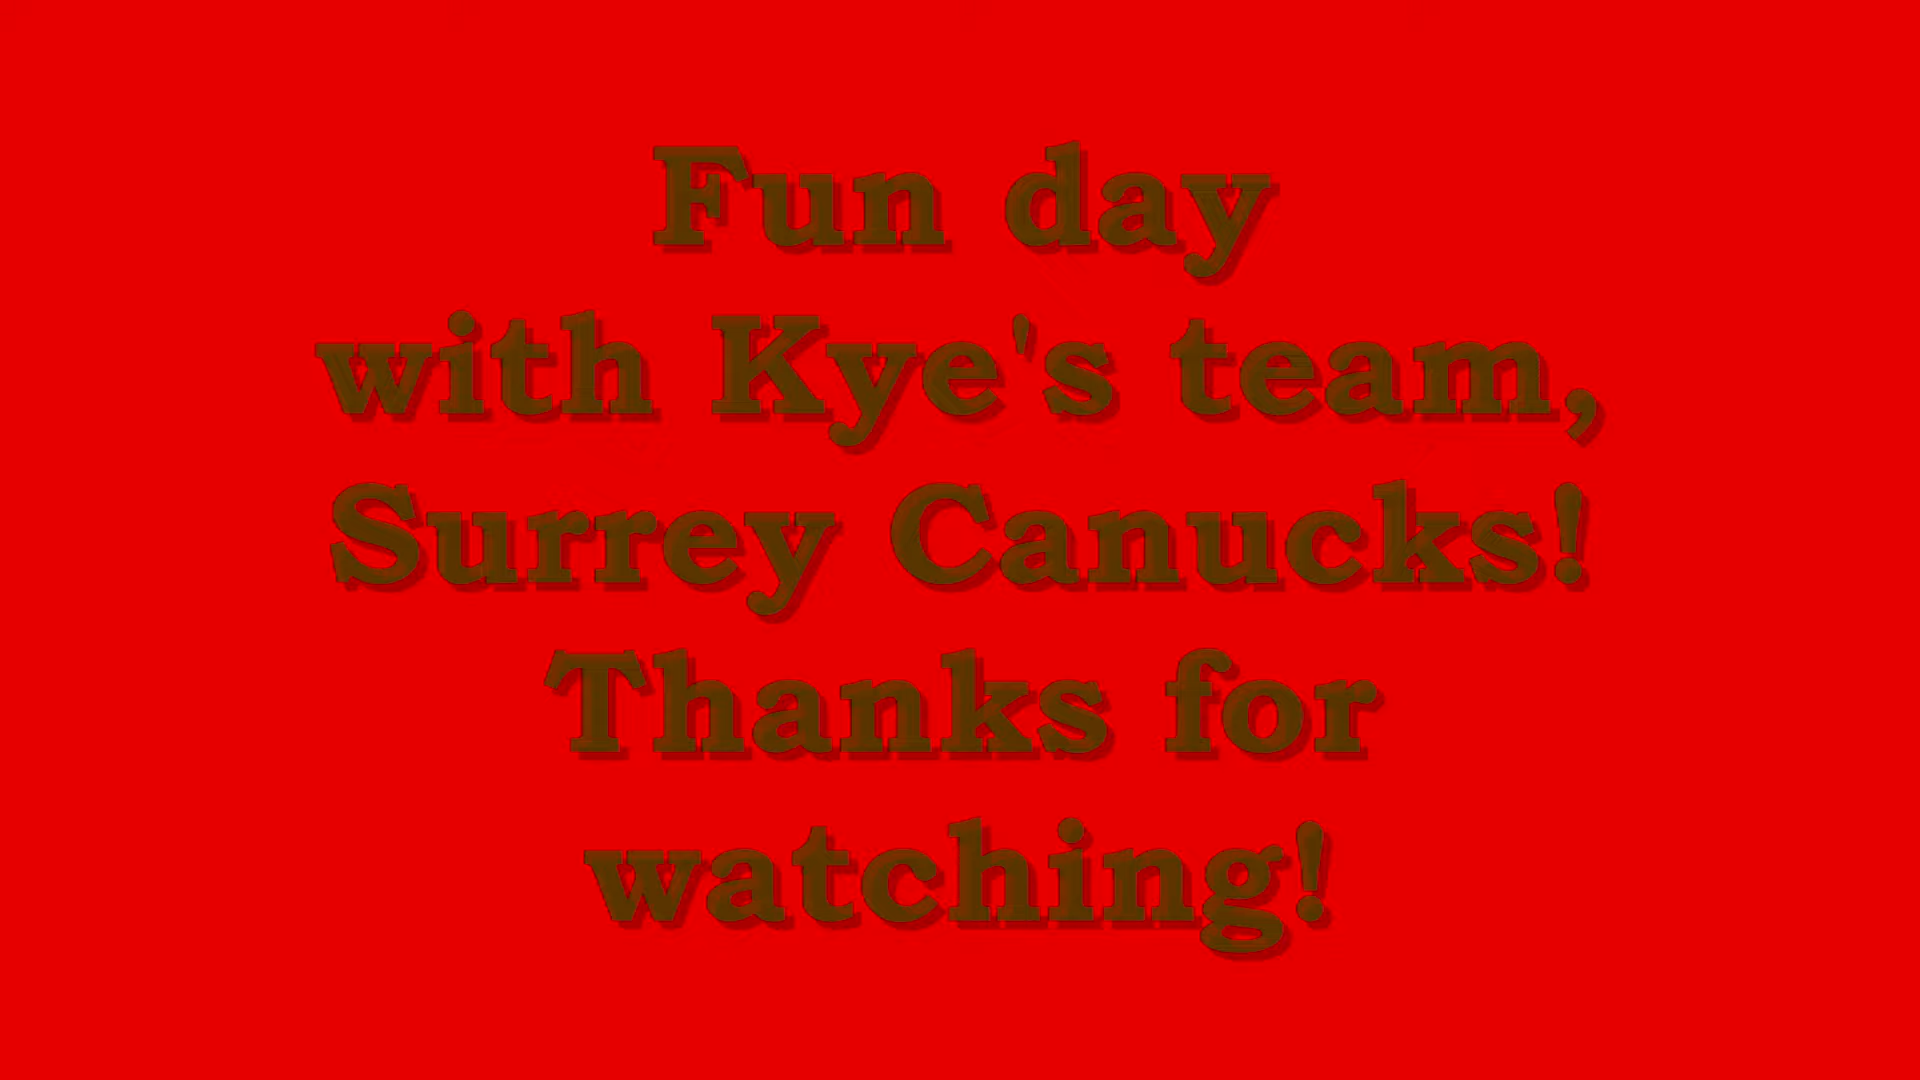 Fun day
with Kye's team,
Surrey Canucks!
Thanks for
watching!